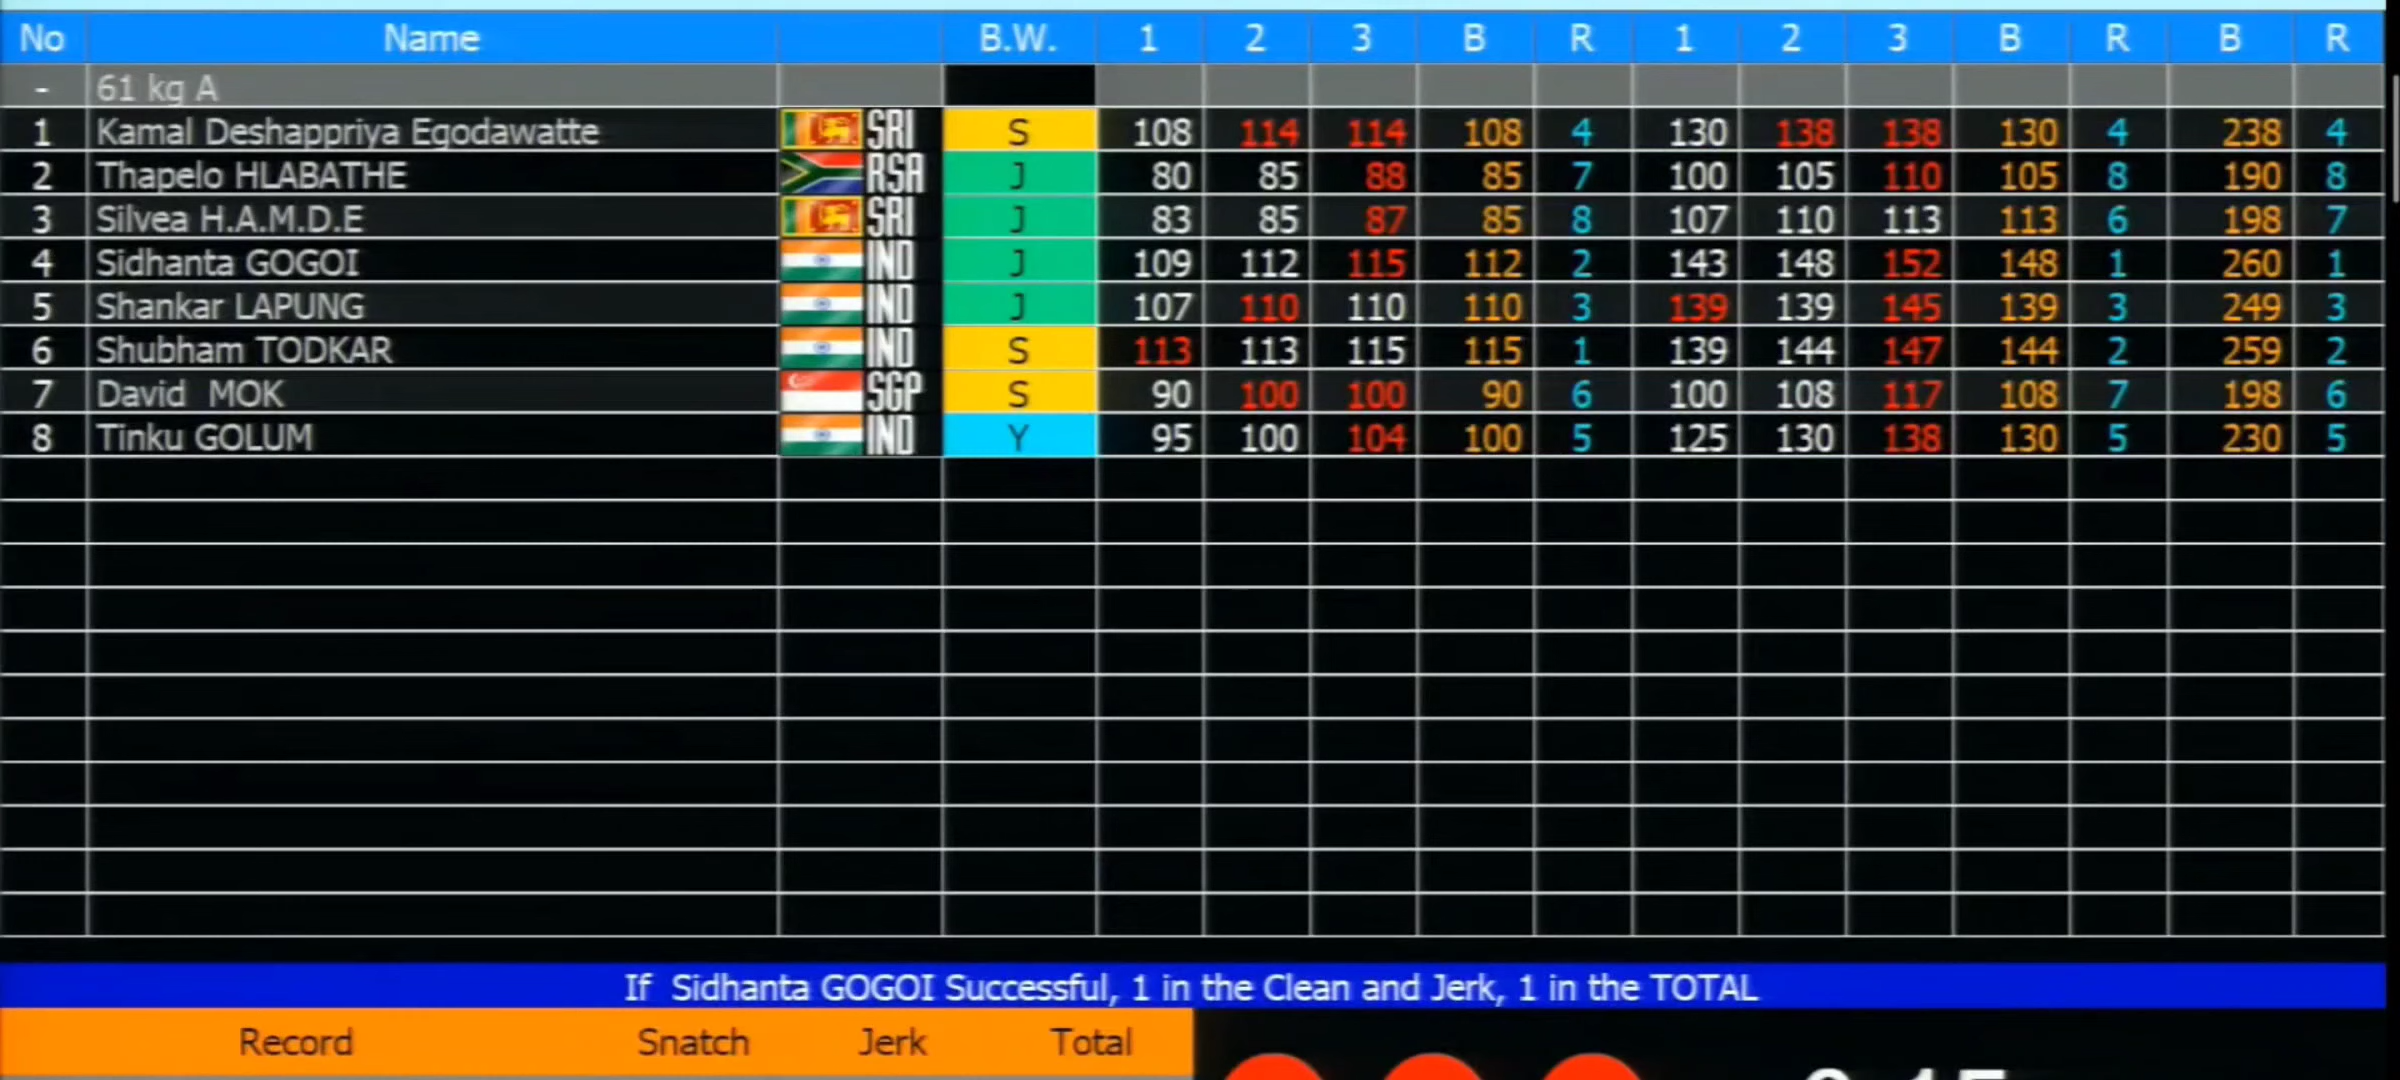 No Name B.W. 1 2 3 B R 1 2 3 B R B R
- 61 kg A
1 Kamal Deshappriya Egodawatte SRI S 108 114 114 108 4 130 138 138 130 4 238 4
2 Thapelo HLABATHE RSA J 80 85 88 85 7 100 105 110 105 8 190 8
3 Silvea H.A.M.D.E SRI J 83 85 87 85 8 107 110 113 113 6 198 7
4 Sidhanta GOGOI IND J 109 112 115 112 2 143 148 152 148 1 260 1
5 Shankar LAPUNG IND J 107 110 110 110 3 139 139 145 139 3 249 3
6 Shubham TODKAR IND S 113 113 115 115 1 139 144 147 144 2 259 2
7 David MOK SGP S 90 100 100 90 6 100 108 117 108 7 198 6
8 Tinku GOLUM IND Y 95 100 104 100 5 125 130 138 130 5 230 5
If Sidhanta GOGOI Successful, 1 in the Clean and Jerk, 1 in the TOTAL
Record Snatch Jerk Total